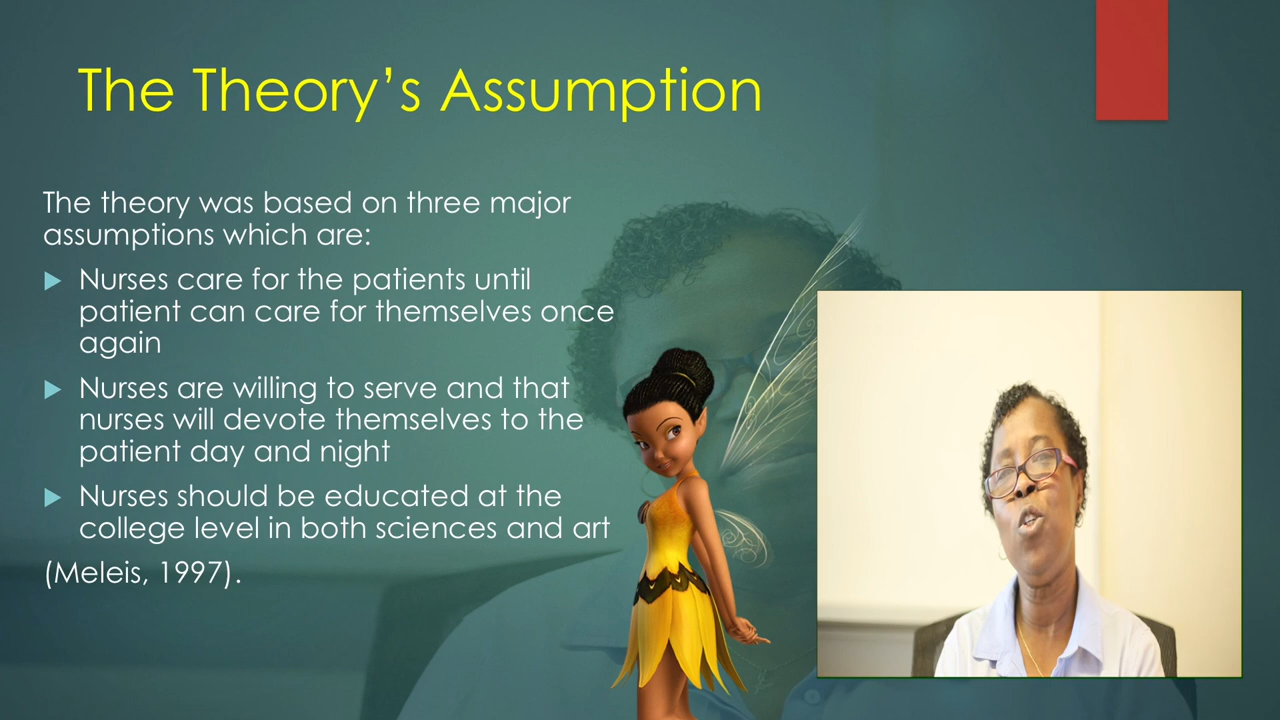 The Theory’s Assumption
The theory was based on three major
assumptions which are:
Nurses care for the patients until
patient can care for themselves once
again
Nurses are willing to serve and that
nurses will devote themselves to the
patient day and night
Nurses should be educated at the
college level in both sciences and art
(Meleis, 1997).